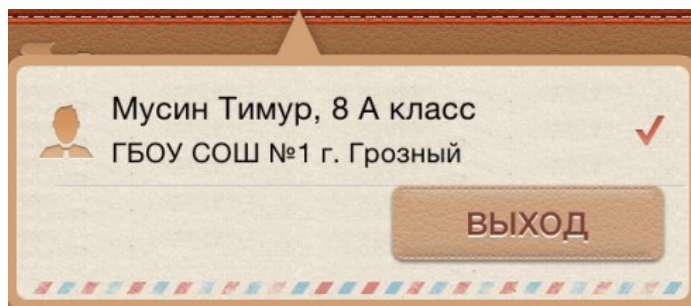 Мусин Тимур, 8 А класс
ГБОУ СОШ №1 г. Грозный
ВЫХОД